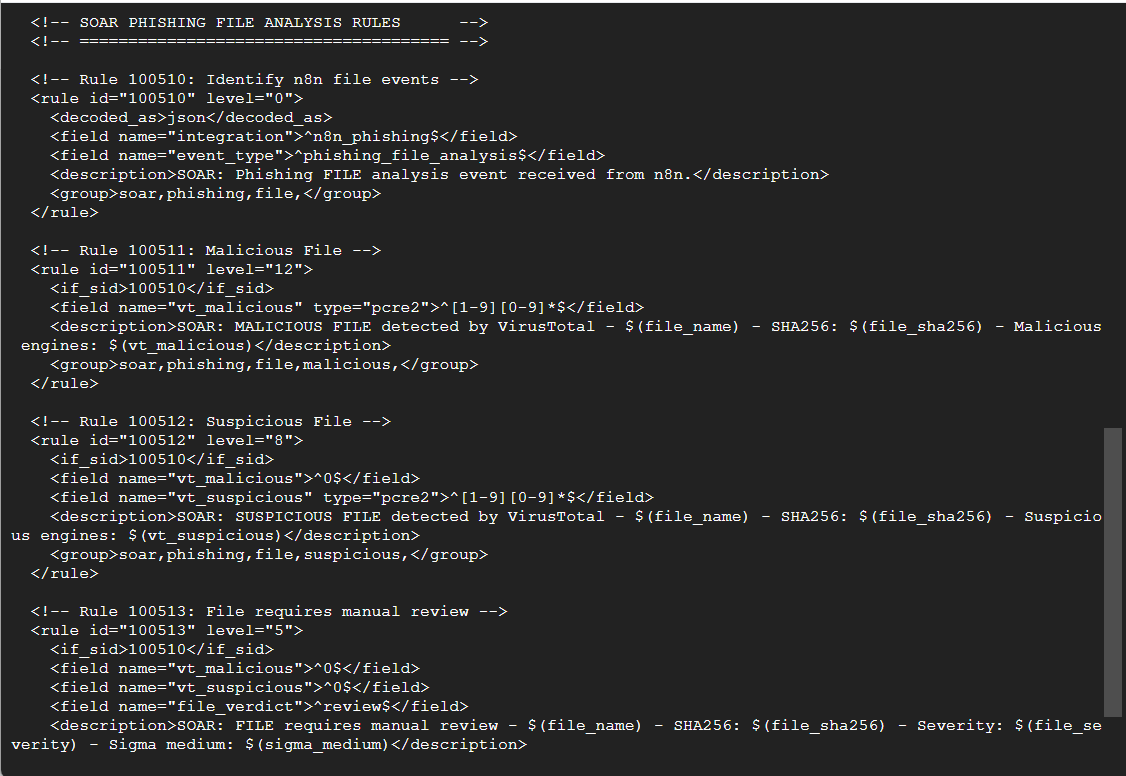 <!-- SOAR PHISHING FILE ANALYSIS RULES      -->
<!-- ====================================== -->
<!-- Rule 100510: Identify n8n file events -->
<rule id="100510" level="0">
<decoded_as>json</decoded_as>
<field name="integration">^n8n_phishing$</field>
<field name="event_type">^phishing_file_analysis$</field>
<description>SOAR: Phishing FILE analysis event received from n8n.</description>
<group>soar,phishing,file,</group>
</rule>
<!-- Rule 100511: Malicious File -->
<rule id="100511" level="12">
<if_sid>100510</if_sid>
<field name="vt_malicious" type="pcre2">^[1-9][0-9]*$</field>
<description>SOAR: MALICIOUS FILE detected by VirusTotal - $(file_name) - SHA256: $(file_sha256) - Malicious
engines: $(vt_malicious)</description>
<group>soar,phishing,file,malicious,</group>
</rule>
<!-- Rule 100512: Suspicious File -->
<rule id="100512" level="8">
<if_sid>100510</if_sid>
<field name="vt_malicious">^0$</field>
<field name="vt_suspicious" type="pcre2">^[1-9][0-9]*$</field>
<description>SOAR: SUSPICIOUS FILE detected by VirusTotal - $(file_name) - SHA256: $(file_sha256) - Suspicio
us engines: $(vt_suspicious)</description>
<group>soar,phishing,file,suspicious,</group>
</rule>
<!-- Rule 100513: File requires manual review -->
<rule id="100513" level="5">
<if_sid>100510</if_sid>
<field name="vt_malicious">^0$</field>
<field name="vt_suspicious">^0$</field>
<field name="file_verdict">^review$</field>
<description>SOAR: FILE requires manual review - $(file_name) - SHA256: $(file_sha256) - Severity: $(file_se
verity) - Sigma medium: $(sigma_medium)</description>